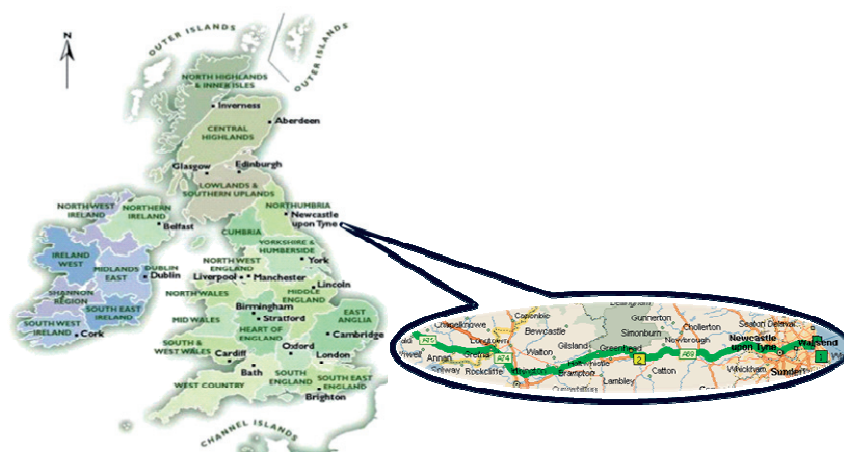 N
OUTER ISLANDS
OUTER ISLANDS
NORTH HIGHLANDS
& INNER ISLES
Inverness
Aberdeen
CENTRAL
HIGHLANDS
Glasgow
Edinburgh
LOWLANDS &
SOUTHERN UPLANDS
NORTHUMBRIA
Newcastle
upon Tyne
NORTHWEST
IRELAND
NORTHERN
IRELAND
Belfast
CUMBRIA
YORKSHIRE &
HUMBERSIDE
York
IRELAND
WEST
MIDLANDS
EAST
DUBLIN
Dublin
NORTH WEST
ENGLAND
Liverpool
Manchester
Lincoln
SHANNON
REGION
NORTH WALES
MIDDLE
ENGLAND
SOUTH EAST
IRELAND
SOUTH WEST
IRELAND
Cork
MID WALES
Birmingham
Stratford
HEART OF
ENGLAND
EAST
ANGLIA
Cambridge
SOUTH &
WEST WALES
Cardiff
Oxford
London
Bath
WEST COUNTRY
SOUTH
ENGLAND
SOUTH EAST
ENGLAND
Brighton
CHANNEL ISLANDS
Canonbie
Gunnerton
Chollerton
Seaton Delaval
Bewcastle
Simonburn
Longtown
Newbrough
Newcastle
upon Tyne
Wallsend
Gilsland
Greenhead
Walton
Annan
Gretna
A74
2
A69
1
Rockcliffe
Brampton
Catton
Whickham
Lambley